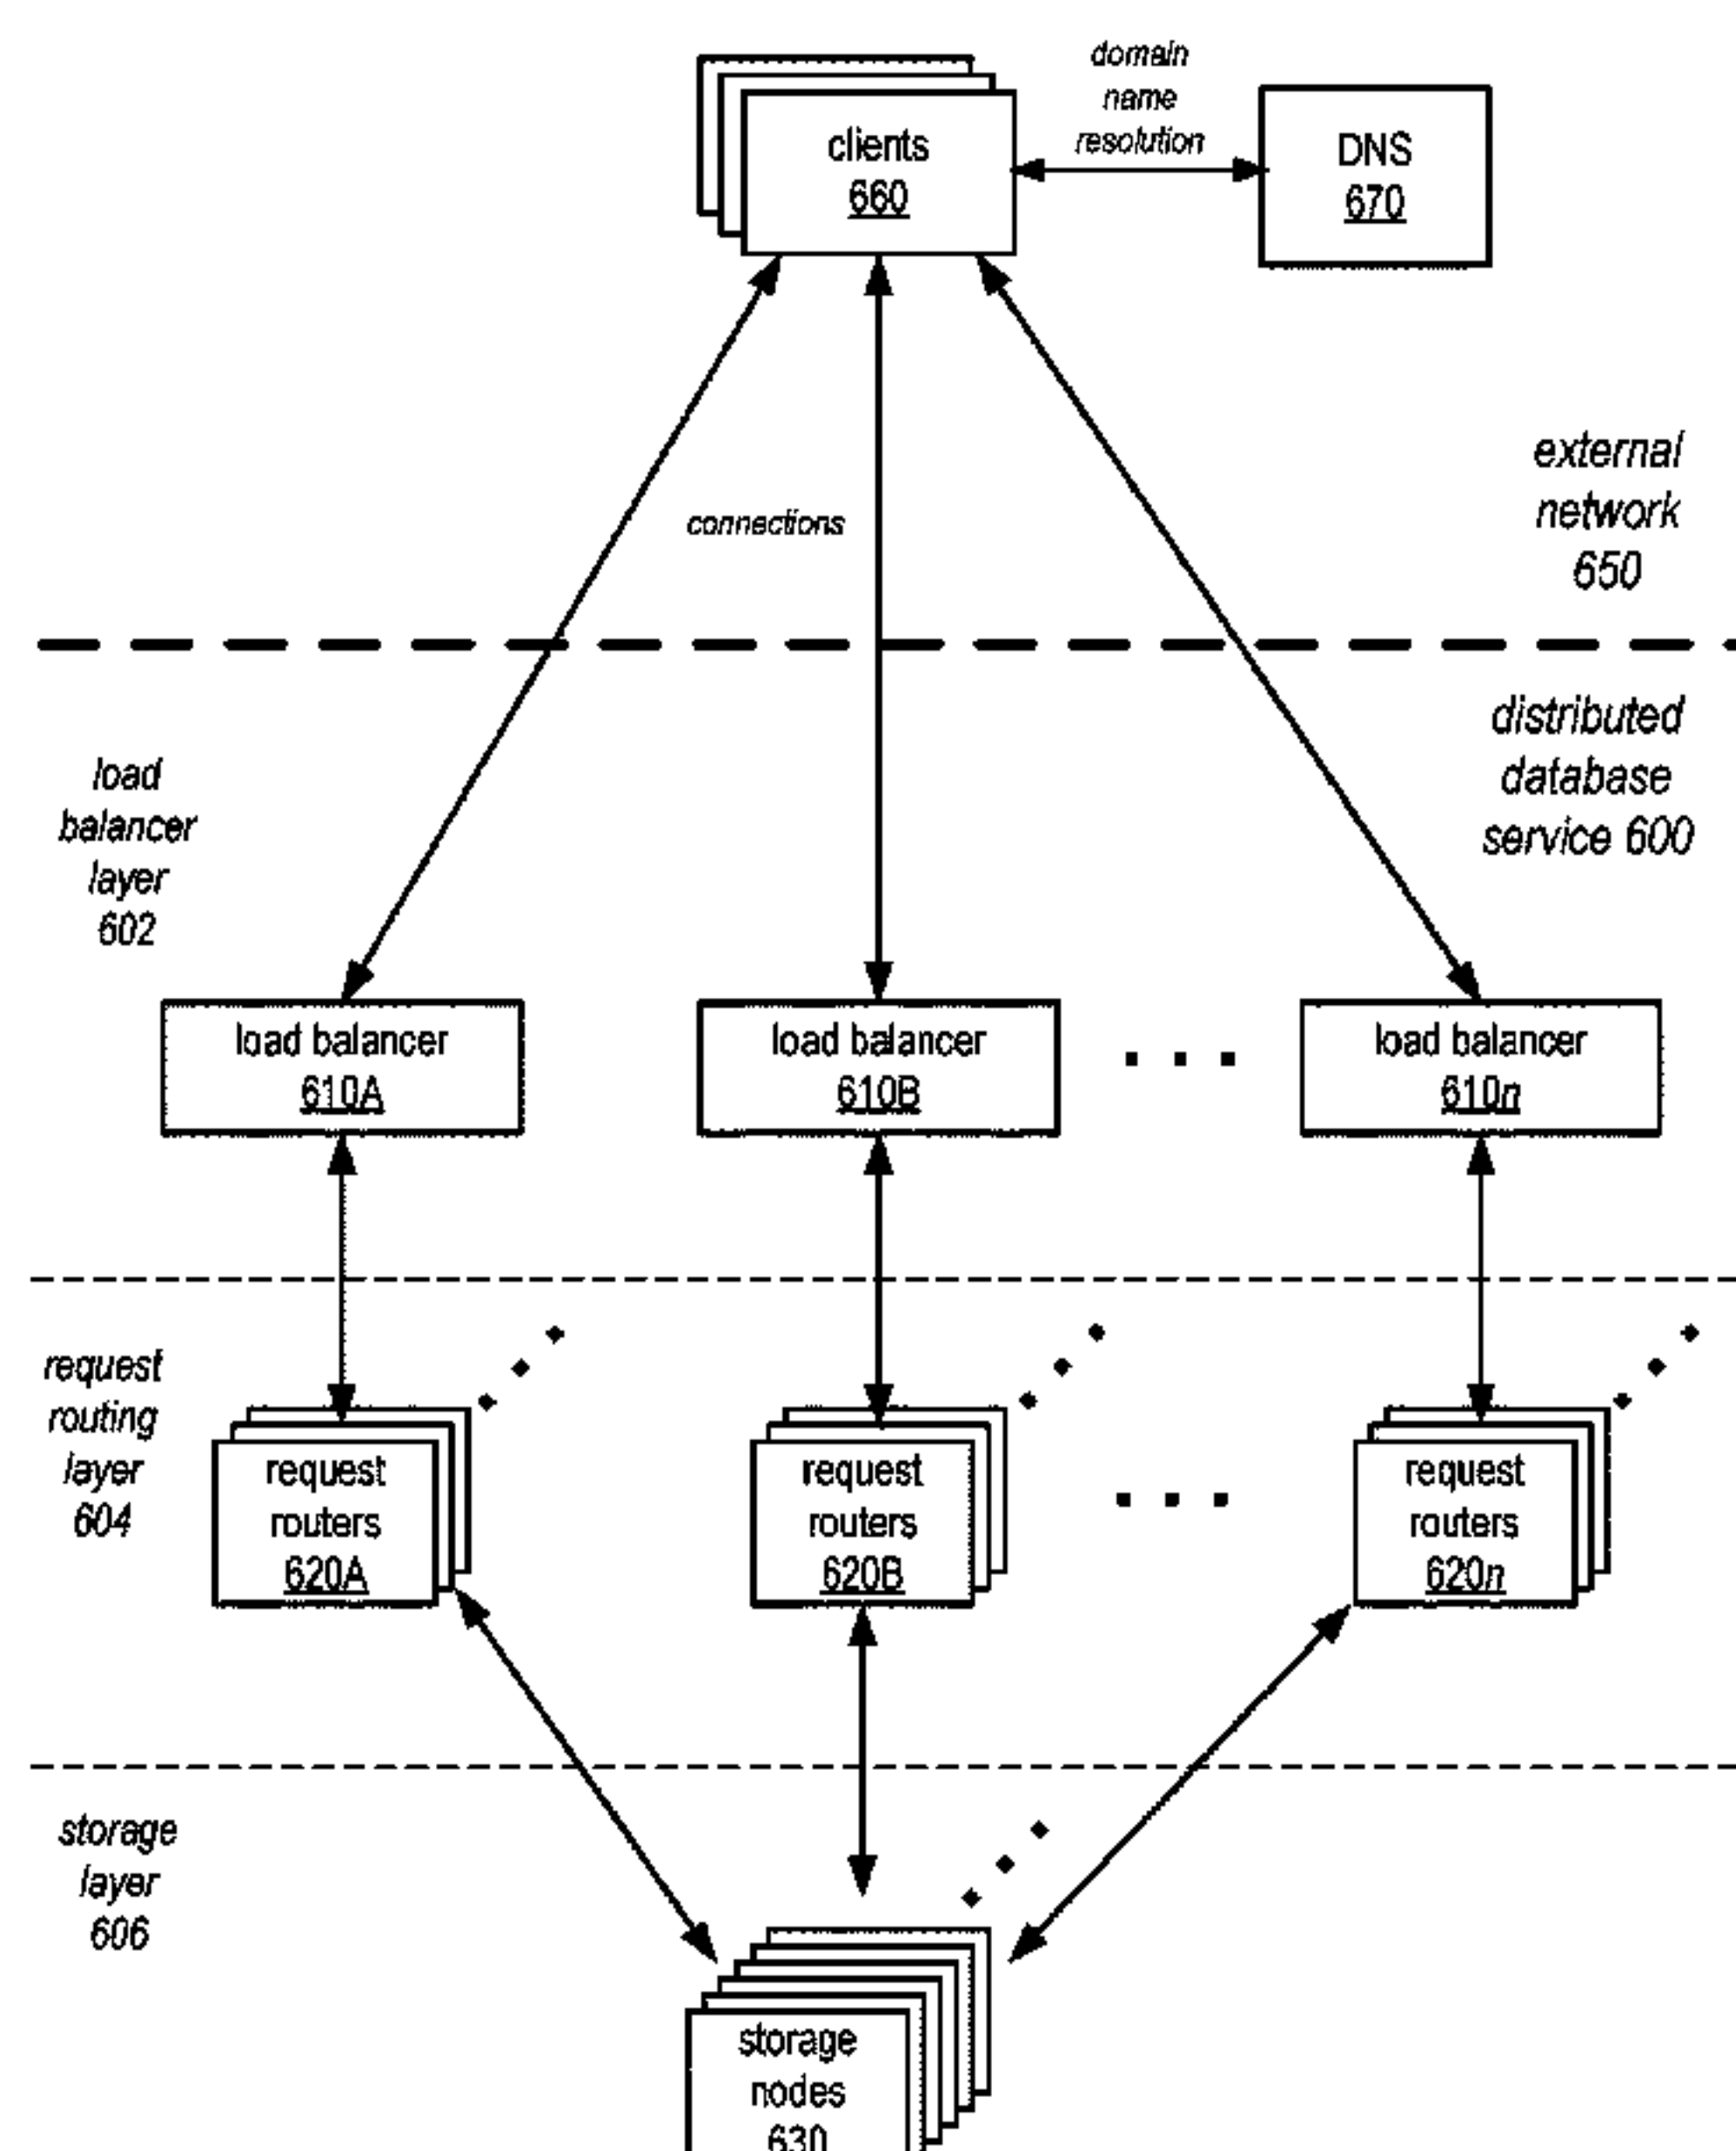 domain
name
resolution
clients
660
DNS
670
external
network
650
connections
distributed
database
service 600
load
balancer
layer
602
load balancer
610A
load balancer
610B
load balancer
610n
request
routing
layer
604
request
routers
620A
request
routers
620B
request
routers
620n
storage
layer
606
storage
nodes
630